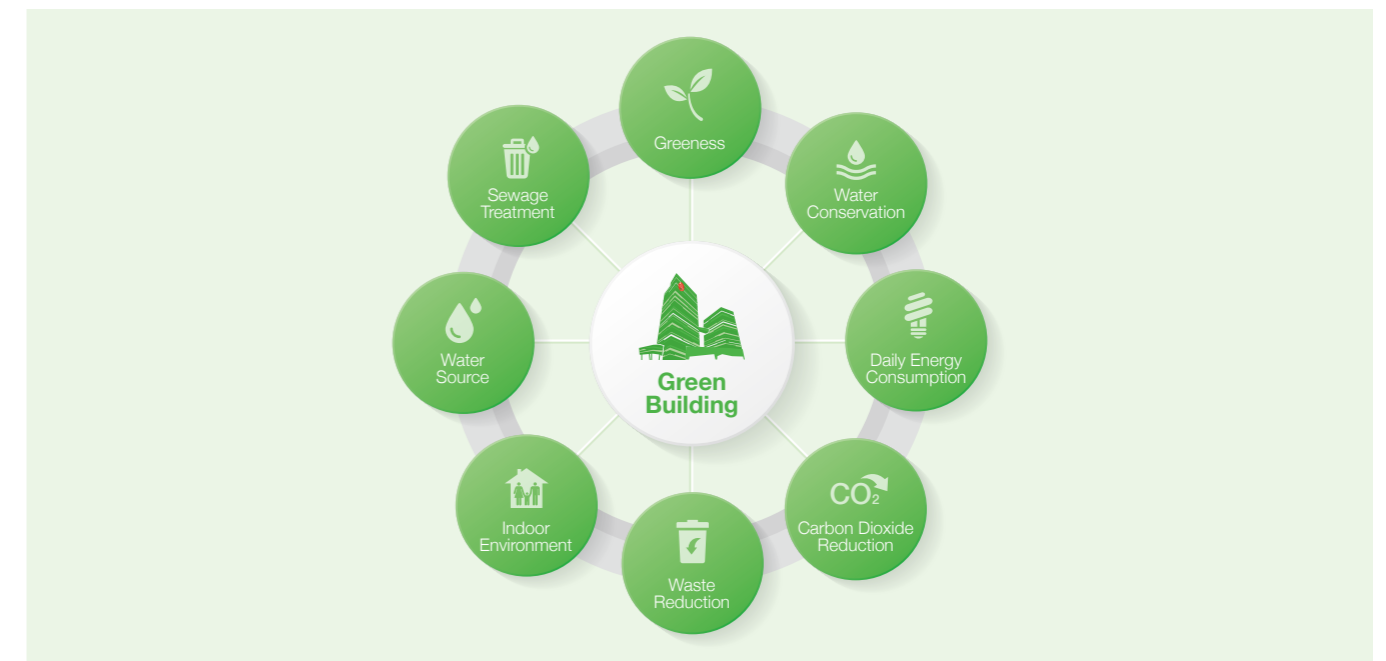 Greeness
Water
Conservation
Daily Energy
Consumption
CO₂
Carbon Dioxide
Reduction
Waste
Reduction
Indoor
Environment
Water
Source
Sewage
Treatment
Green
Building